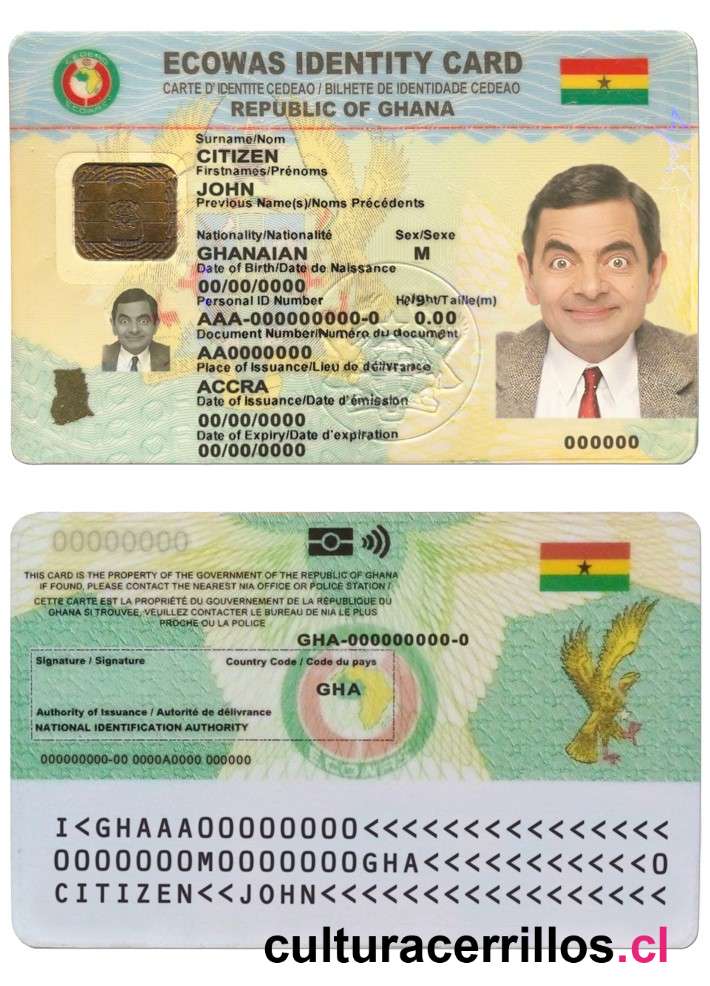 ECOWAS IDENTITY CARD
CARTE D'IDENTITE CEDEAO / BILHETE DE IDENTIDADE CEDEAO
REPUBLIC OF GHANA
CEDEAO
ECOWAS
Surname/Nom
CITIZEN
Firstnames/Prénoms
JOHN
Previous Name(s)/Noms Précédents
Nationality/Nationalité Sex/Sexe
GHANAIAN M
Date of Birth/Date de Naissance
00/00/0000
Personal ID Number Height/Taille(m)
AAA-000000000-0 0.00
Document Number/Numéro du document
AA0000000
Place of Issuance/Lieu de délivrance
ACCRA
Date of Issuance/Date d'émission
00/00/0000
Date of Expiry/Date d'expiration
00/00/0000
000000
00000000
THIS CARD IS THE PROPERTY OF THE GOVERNMENT OF THE REPUBLIC OF GHANA
IF FOUND, PLEASE CONTACT THE NEAREST NIA OFFICE OR POLICE STATION /
CETTE CARTE EST LA PROPRIÉTÉ DU GOUVERNEMENT DE LA RÉPUBLIQUE DU
GHANA SI TROUVEE, VEUILLEZ CONTACTER LE BUREAU DE NIA LE PLUS
PROCHE OU LA POLICE
GHA-000000000-0
Signature / Signature Country Code / Code du pays
GHA
Authority of Issuance / Autorité de délivrance
NATIONAL IDENTIFICATION AUTHORITY
ECOWAS
000000000-00 0000A0000 000000
I<GHAAA00000000<<<<<<<<<<<<<<<
0000000M0000000GHA<<<<<<<<<<<0
CITIZEN<<JOHN<<<<<<<<<<<<<<<<<
culturacerrillos.cl